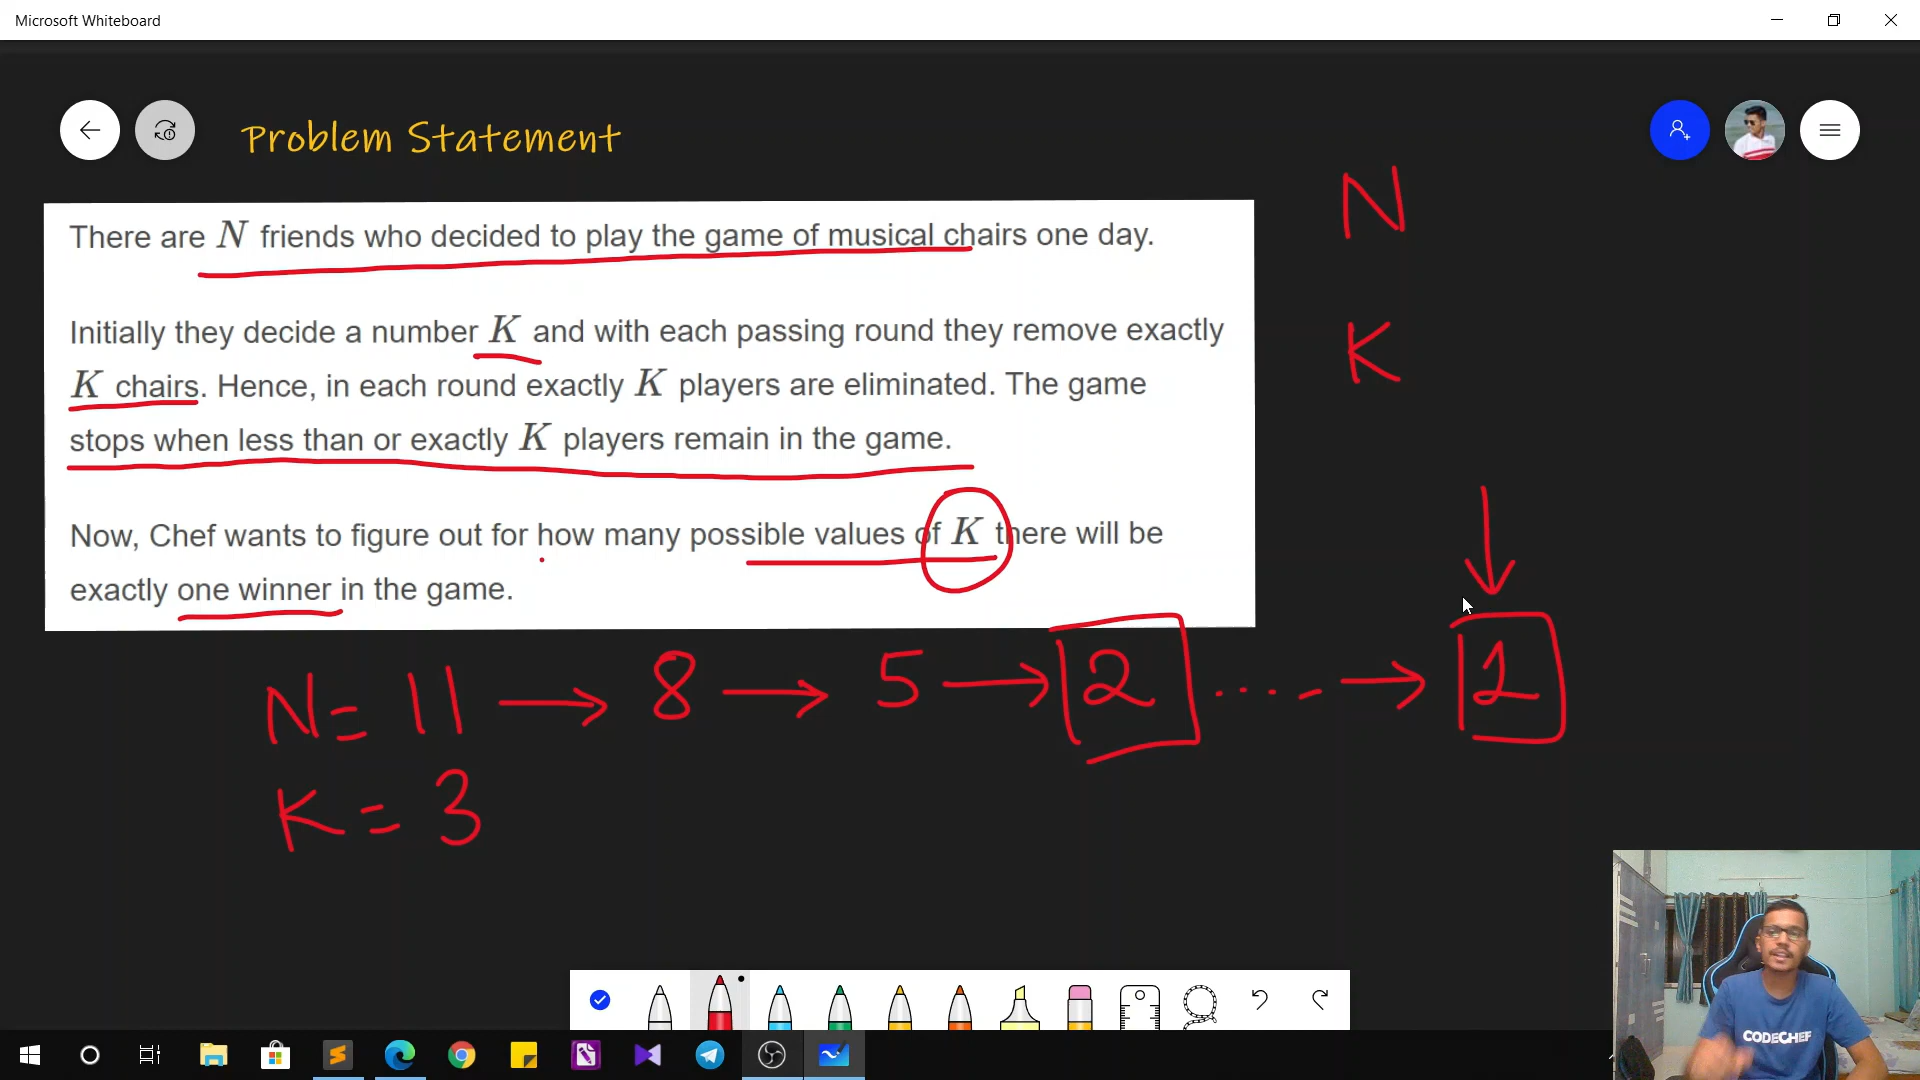 Microsoft Whiteboard
Problem Statement
There are N friends who decided to play the game of musical chairs one day.
Initially they decide a number K and with each passing round they remove exactly
K chairs. Hence, in each round exactly K players are eliminated. The game
stops when less than or exactly K players remain in the game.
Now, Chef wants to figure out for how many possible values of K there will be
exactly one winner in the game.
N
K
N = 11 → 8 → 5 → 2 ..... → 1
K = 3
CODECHEF